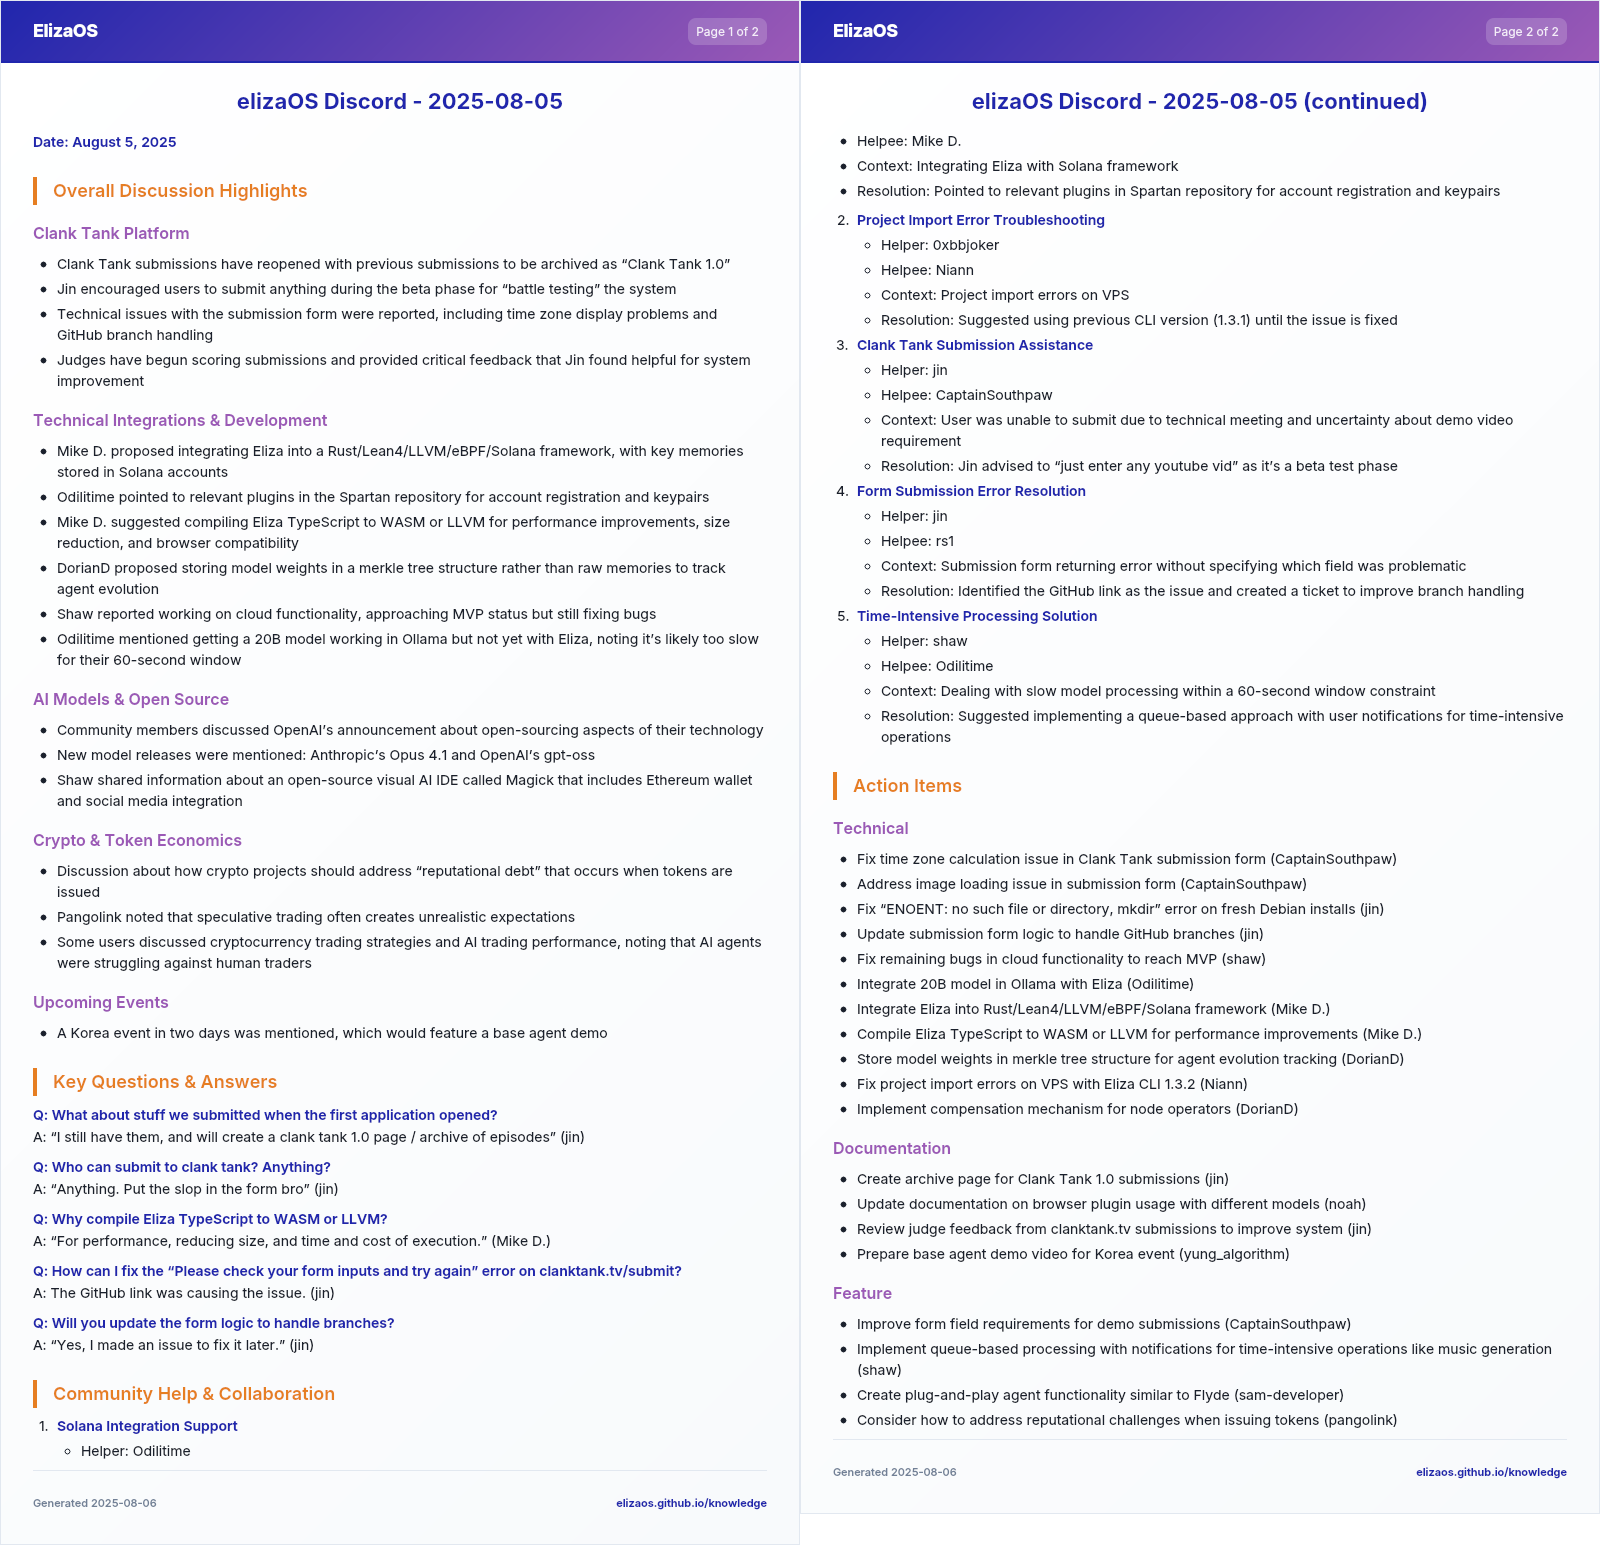 ElizaOS
Page 1 of 2
elizaOS Discord - 2025-08-05
Date: August 5, 2025
Overall Discussion Highlights
Clank Tank Platform
• Clank Tank submissions have reopened with previous submissions to be archived as “Clank Tank 1.0”
• Jin encouraged users to submit anything during the beta phase for “battle testing” the system
• Technical issues with the submission form were reported, including time zone display problems and
GitHub branch handling
• Judges have begun scoring submissions and provided critical feedback that Jin found helpful for system
improvement
Technical Integrations & Development
• Mike D. proposed integrating Eliza into a Rust/Lean4/LLVM/eBPF/Solana framework, with key memories
stored in Solana accounts
• Odilitime pointed to relevant plugins in the Spartan repository for account registration and keypairs
• Mike D. suggested compiling Eliza TypeScript to WASM or LLVM for performance improvements, size
reduction, and browser compatibility
• DorianD proposed storing model weights in a merkle tree structure rather than raw memories to track
agent evolution
• Shaw reported working on cloud functionality, approaching MVP status but still fixing bugs
• Odilitime mentioned getting a 20B model working in Ollama but not yet with Eliza, noting it’s likely too slow
for their 60-second window
AI Models & Open Source
• Community members discussed OpenAI’s announcement about open-sourcing aspects of their technology
• New model releases were mentioned: Anthropic’s Opus 4.1 and OpenAI’s gpt-oss
• Shaw shared information about an open-source visual AI IDE called Magick that includes Ethereum wallet
and social media integration
Crypto & Token Economics
• Discussion about how crypto projects should address “reputational debt” that occurs when tokens are
issued
• Pangolink noted that speculative trading often creates unrealistic expectations
• Some users discussed cryptocurrency trading strategies and AI trading performance, noting that AI agents
were struggling against human traders
Upcoming Events
• A Korea event in two days was mentioned, which would feature a base agent demo
Key Questions & Answers
Q: What about stuff we submitted when the first application opened?
A: “I still have them, and will create a clank tank 1.0 page / archive of episodes” (jin)
Q: Who can submit to clank tank? Anything?
A: “Anything. Put the slop in the form bro” (jin)
Q: Why compile Eliza TypeScript to WASM or LLVM?
A: “For performance, reducing size, and time and cost of execution.” (Mike D.)
Q: How can I fix the “Please check your form inputs and try again” error on clanktank.tv/submit?
A: The GitHub link was causing the issue. (jin)
Q: Will you update the form logic to handle branches?
A: “Yes, I made an issue to fix it later.” (jin)
Community Help & Collaboration
1. Solana Integration Support
◦ Helper: Odilitime
Generated 2025-08-06
elizaos.github.io/knowledge
ElizaOS
Page 2 of 2
elizaOS Discord - 2025-08-05 (continued)
• Helpee: Mike D.
• Context: Integrating Eliza with Solana framework
• Resolution: Pointed to relevant plugins in Spartan repository for account registration and keypairs
2. Project Import Error Troubleshooting
◦ Helper: 0xbbjoker
◦ Helpee: Niann
◦ Context: Project import errors on VPS
◦ Resolution: Suggested using previous CLI version (1.3.1) until the issue is fixed
3. Clank Tank Submission Assistance
◦ Helper: jin
◦ Helpee: CaptainSouthpaw
◦ Context: User was unable to submit due to technical meeting and uncertainty about demo video
requirement
◦ Resolution: Jin advised to “just enter any youtube vid” as it’s a beta test phase
4. Form Submission Error Resolution
◦ Helper: jin
◦ Helpee: rs1
◦ Context: Submission form returning error without specifying which field was problematic
◦ Resolution: Identified the GitHub link as the issue and created a ticket to improve branch handling
5. Time-Intensive Processing Solution
◦ Helper: shaw
◦ Helpee: Odilitime
◦ Context: Dealing with slow model processing within a 60-second window constraint
◦ Resolution: Suggested implementing a queue-based approach with user notifications for time-intensive
operations
Action Items
Technical
• Fix time zone calculation issue in Clank Tank submission form (CaptainSouthpaw)
• Address image loading issue in submission form (CaptainSouthpaw)
• Fix “ENOENT: no such file or directory, mkdir” error on fresh Debian installs (jin)
• Update submission form logic to handle GitHub branches (jin)
• Fix remaining bugs in cloud functionality to reach MVP (shaw)
• Integrate 20B model in Ollama with Eliza (Odilitime)
• Integrate Eliza into Rust/Lean4/LLVM/eBPF/Solana framework (Mike D.)
• Compile Eliza TypeScript to WASM or LLVM for performance improvements (Mike D.)
• Store model weights in merkle tree structure for agent evolution tracking (DorianD)
• Fix project import errors on VPS with Eliza CLI 1.3.2 (Niann)
• Implement compensation mechanism for node operators (DorianD)
Documentation
• Create archive page for Clank Tank 1.0 submissions (jin)
• Update documentation on browser plugin usage with different models (noah)
• Review judge feedback from clanktank.tv submissions to improve system (jin)
• Prepare base agent demo video for Korea event (yung_algorithm)
Feature
• Improve form field requirements for demo submissions (CaptainSouthpaw)
• Implement queue-based processing with notifications for time-intensive operations like music generation
(shaw)
• Create plug-and-play agent functionality similar to Flyde (sam-developer)
• Consider how to address reputational challenges when issuing tokens (pangolink)
Generated 2025-08-06
elizaos.github.io/knowledge